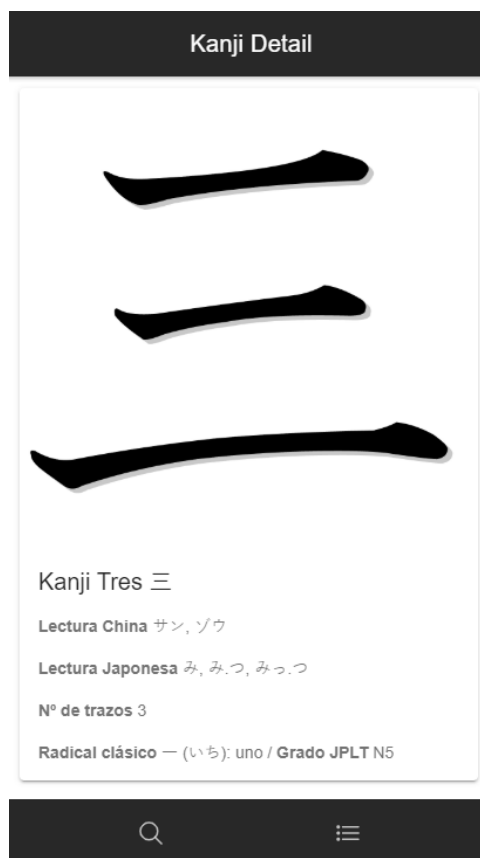 Kanji Detail
三
Kanji Tres 三
Lectura China サン, ゾウ
Lectura Japonesa み, み.つ, みっ.つ
Nº de trazos 3
Radical clásico 一 (いち): uno / Grado JPLT N5